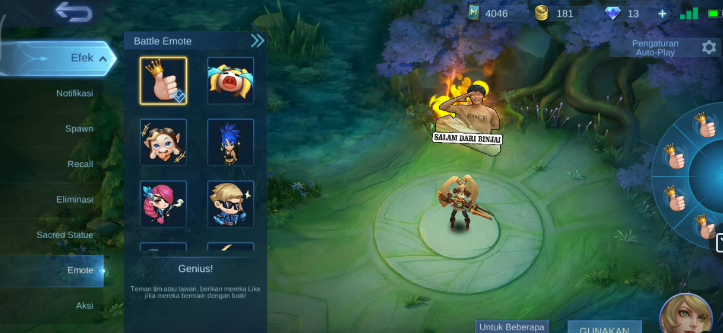 4046
181
13
+
Pengaturan
Auto-Play
Efek
Battle Emote
Notifikasi
Spawn
Recall
Eliminasi
Sacred Statue
Emote
Aksi
SALAM DARI BINJAI
Genius!
Teman tim atau lawan, berikan mereka Like
jika mereka bermain dengan baik!
Untuk Beberapa
GUNAKAN